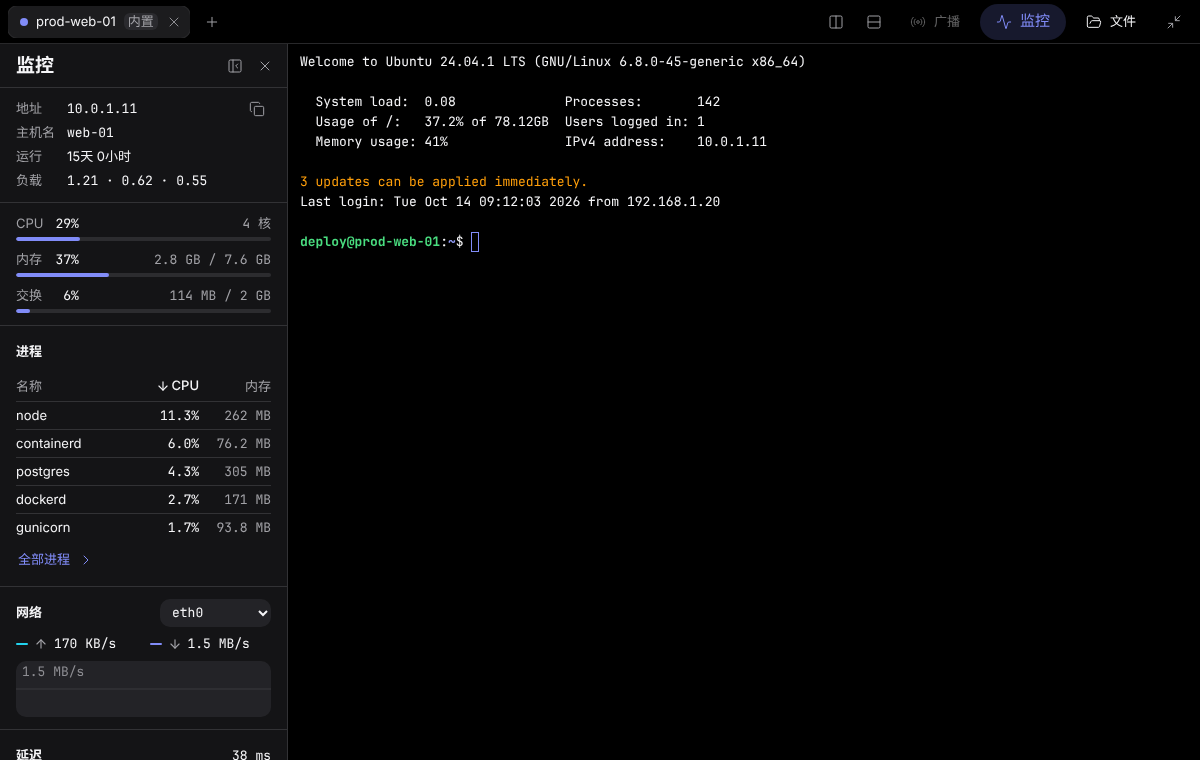 prod-web-01 内置
广播 监控 文件
监控
地址 10.0.1.11
主机名 web-01
运行 15天 0小时
负载 1.21 · 0.62 · 0.55
CPU 29% 4 核
内存 37% 2.8 GB / 7.6 GB
交换 6% 114 MB / 2 GB
进程
名称 ↓ CPU 内存
node 11.3% 262 MB
containerd 6.0% 76.2 MB
postgres 4.3% 305 MB
dockerd 2.7% 171 MB
gunicorn 1.7% 93.8 MB
全部进程
网络 eth0
↑ 170 KB/s ↓ 1.5 MB/s
1.5 MB/s
延迟 38 ms
Welcome to Ubuntu 24.04.1 LTS (GNU/Linux 6.8.0-45-generic x86_64)
System load: 0.08 Processes: 142
Usage of /: 37.2% of 78.12GB Users logged in: 1
Memory usage: 41% IPv4 address: 10.0.1.11
3 updates can be applied immediately.
Last login: Tue Oct 14 09:12:03 2026 from 192.168.1.20
deploy@prod-web-01:~$